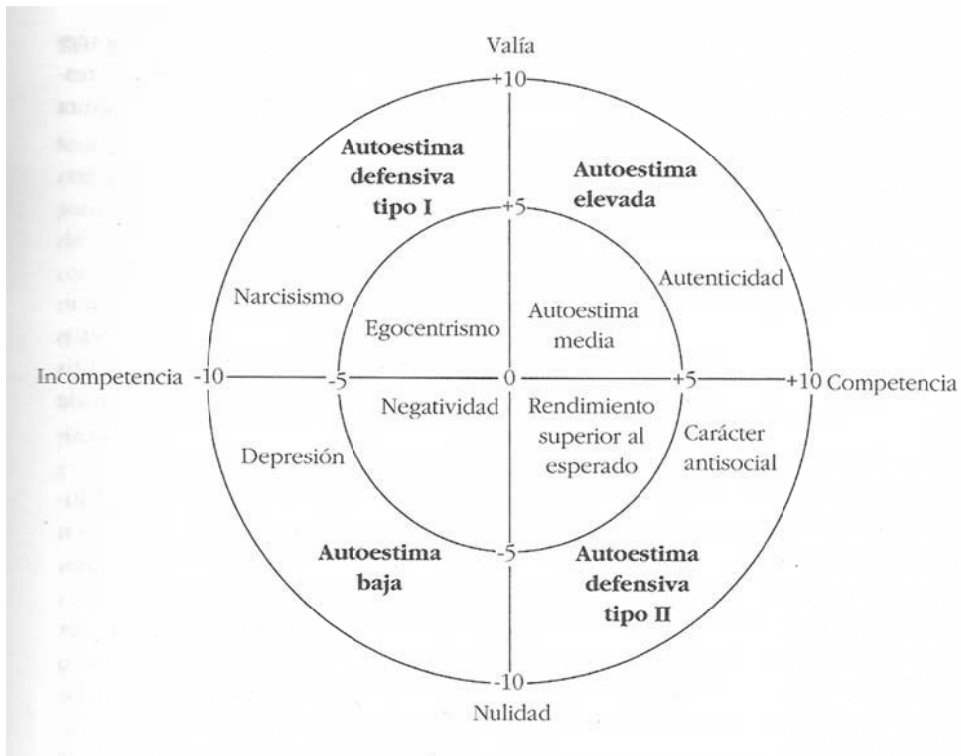 Valía
+10
Autoestima
defensiva
tipo I
Autoestima
elevada
+5
Narcisismo
Autenticidad
Egocentrismo
Autoestima
media
Incompetencia -10 -5 0 +5 +10 Competencia
Negatividad
Rendimiento
superior al
esperado
Depresión
Carácter
antisocial
-5
Autoestima
baja
Autoestima
defensiva
tipo II
-10
Nulidad